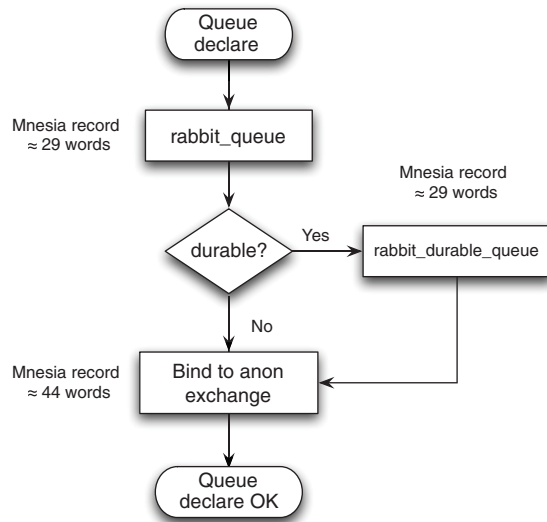 Queue
declare
Mnesia record
≈ 29 words
rabbit_queue
Mnesia record
≈ 29 words
durable?
Yes
rabbit_durable_queue
No
Mnesia record
≈ 44 words
Bind to anon
exchange
Queue
declare OK